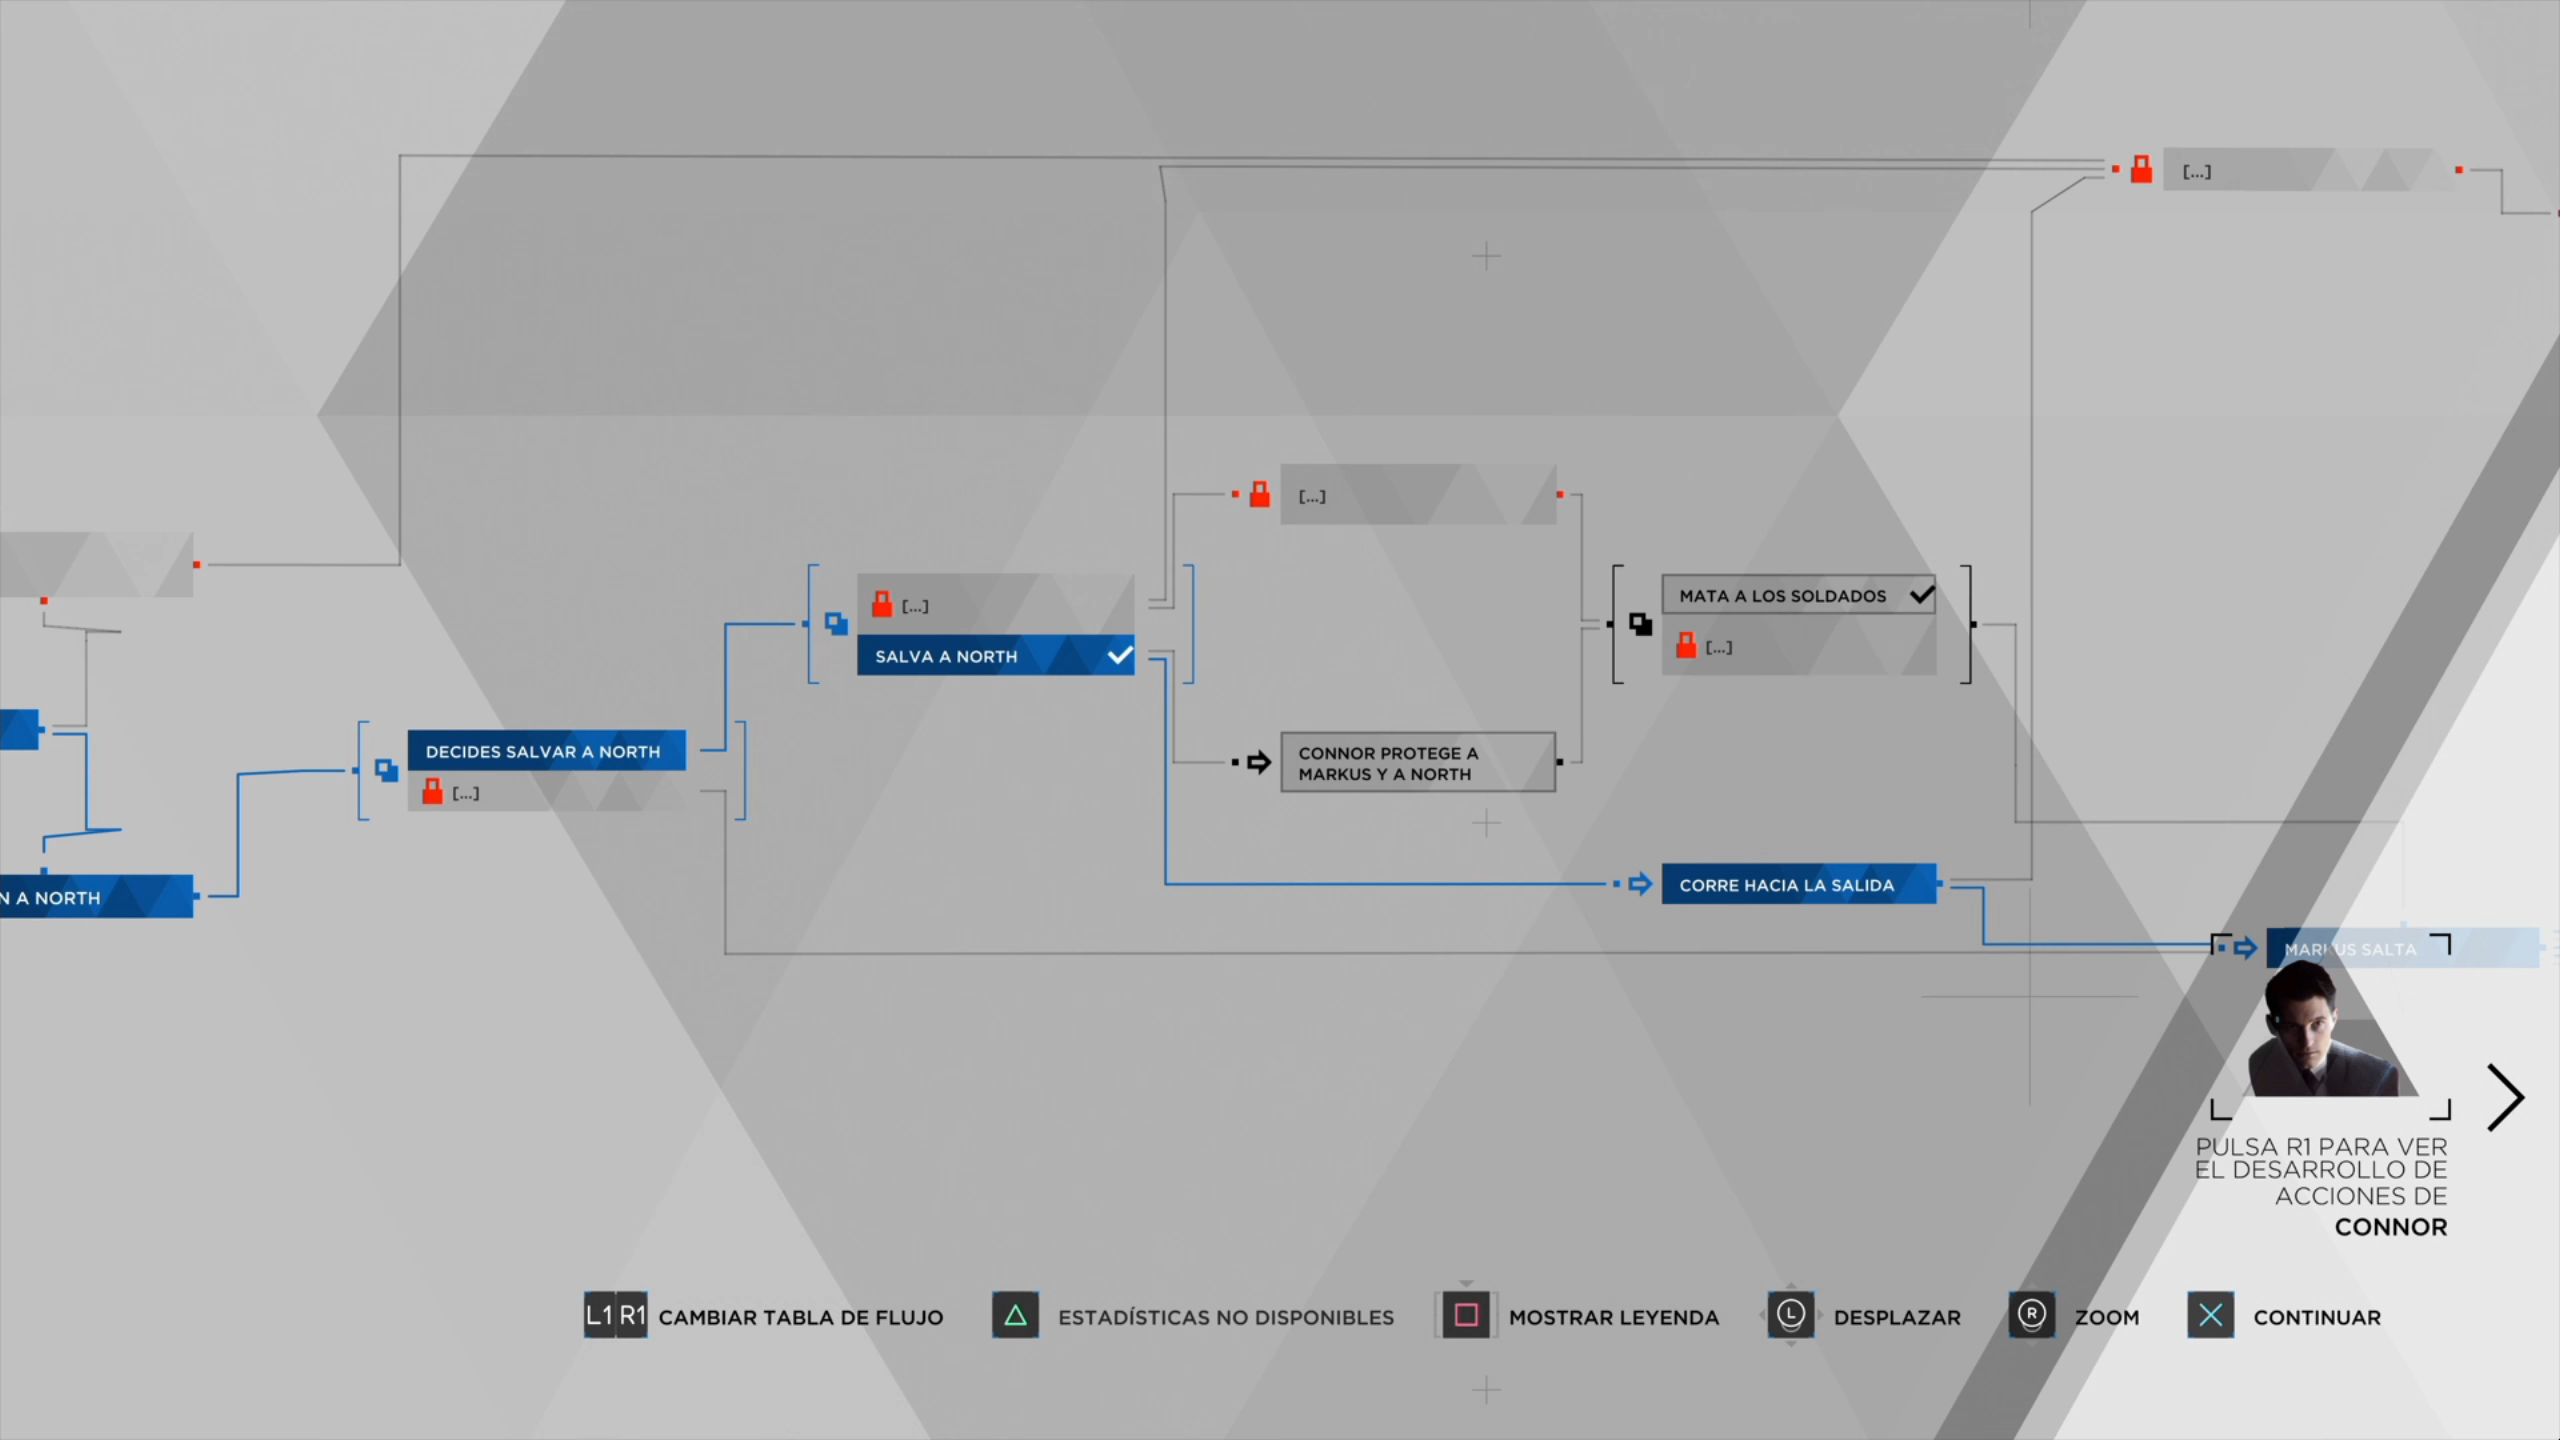 [...]
[...]
[...]
MATA A LOS SOLDADOS
[...]
SALVA A NORTH
DECIDES SALVAR A NORTH
[...]
CONNOR PROTEGE A
MARKUS Y A NORTH
N A NORTH
CORRE HACIA LA SALIDA
MARKUS SALTA
PULSA R1 PARA VER
EL DESARROLLO DE
ACCIONES DE
CONNOR
L1 R1 CAMBIAR TABLA DE FLUJO
ESTADÍSTICAS NO DISPONIBLES
MOSTRAR LEYENDA
L DESPLAZAR
R ZOOM
CONTINUAR